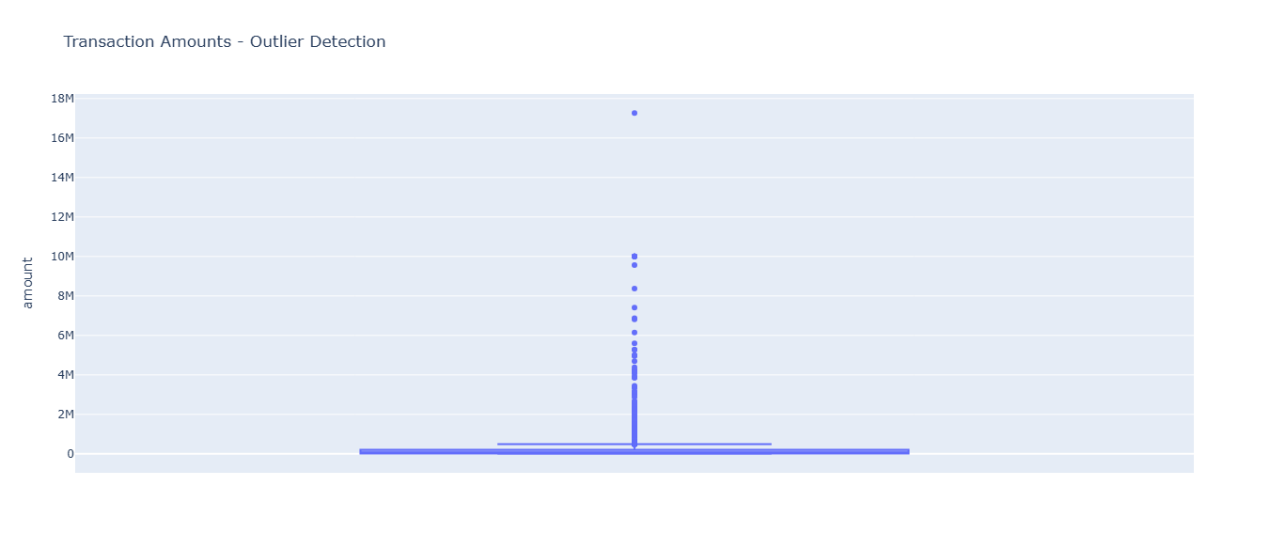 Transaction Amounts - Outlier Detection
18M
16M
14M
12M
10M
8M
6M
4M
2M
0
amount